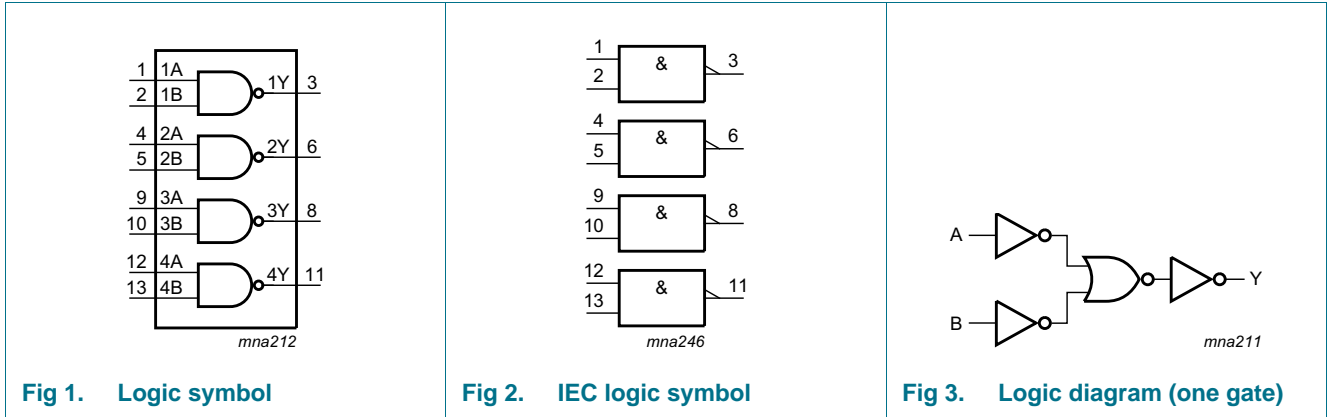 1 1A 1Y 3
2 1B
4 2A 2Y 6
5 2B
9 3A 3Y 8
10 3B
12 4A 4Y 11
13 4B
mna212
Fig 1. Logic symbol
1 & 3
2
4 & 6
5
9 & 8
10
12 & 11
13
mna246
Fig 2. IEC logic symbol
A
Y
B
mna211
Fig 3. Logic diagram (one gate)